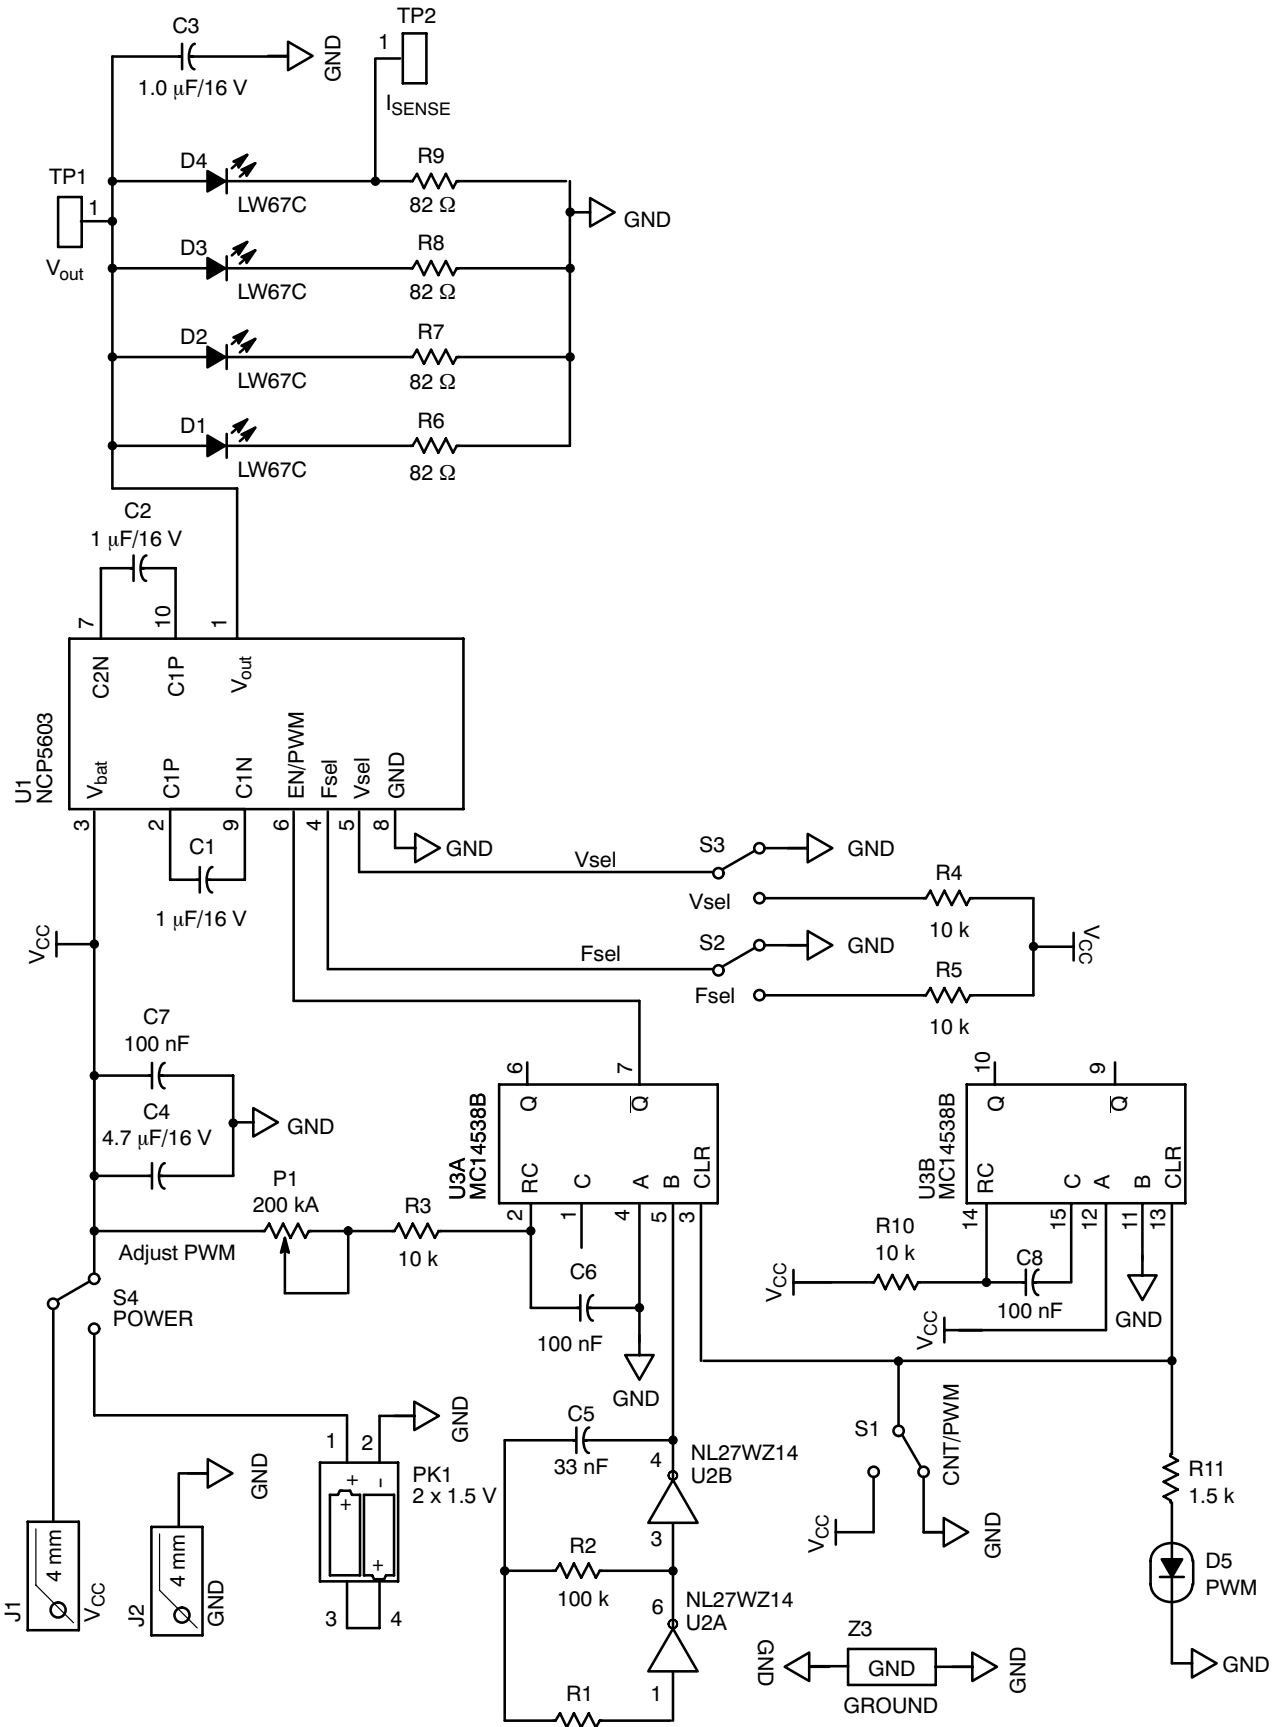 C3
1.0 μF/16 V
GND
TP2
1
ISENSE
TP1
1
Vout
D4
LW67C
R9
82 Ω
GND
D3
LW67C
R8
82 Ω
D2
LW67C
R7
82 Ω
D1
LW67C
R6
82 Ω
C2
1 μF/16 V
7
10
1
U1
NCP5603
C2N
C1P
Vout
Vbat
C1P
C1N
EN/PWM
Fsel
Vsel
GND
3
2
9
6
4
5
8
C1
1 μF/16 V
GND
Vsel
S3
GND
Vsel
R4
10 k
VCC
Fsel
S2
GND
Fsel
R5
10 k
VCC
C7
100 nF
C4
4.7 μF/16 V
GND
P1
200 kA
Adjust PWM
R3
10 k
U3A
MC14538B
6
7
Q
Q̅
RC
C
A
B
CLR
2
1
4
5
3
C6
100 nF
GND
U3B
MC14538B
10
9
Q
Q̅
RC
C
A
B
CLR
14
15
12
11
13
R10
10 k
VCC
C8
100 nF
VCC
GND
S4
POWER
1
2
GND
PK1
2 x 1.5 V
+
-
+
+
3
4
J1
4 mm
VCC
J2
4 mm
GND
GND
C5
33 nF
4
NL27WZ14
U2B
3
R2
100 k
6
NL27WZ14
U2A
1
R1
S1
CNT/PWM
VCC
GND
R11
1.5 k
D5
PWM
GND
Z3
GND
GND
GND
GROUND